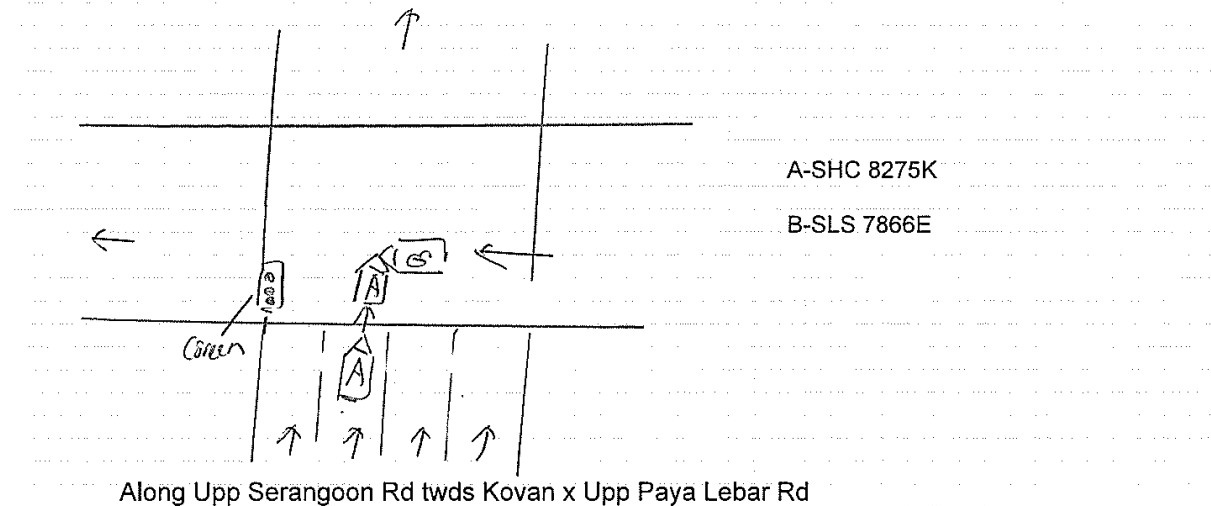 A-SHC 8275K
B-SLS 7866E
B
A
Green
A
Along Upp Serangoon Rd twds Kovan x Upp Paya Lebar Rd